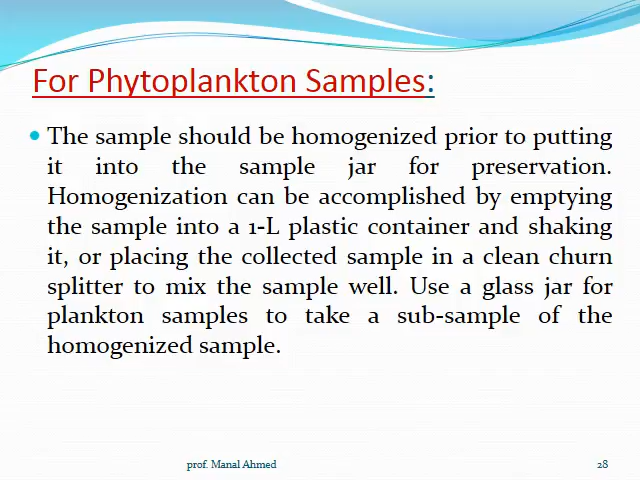 For Phytoplankton Samples:
• The sample should be homogenized prior to putting
it into the sample jar for preservation.
Homogenization can be accomplished by emptying
the sample into a 1-L plastic container and shaking
it, or placing the collected sample in a clean churn
splitter to mix the sample well. Use a glass jar for
plankton samples to take a sub-sample of the
homogenized sample.
prof. Manal Ahmed
28